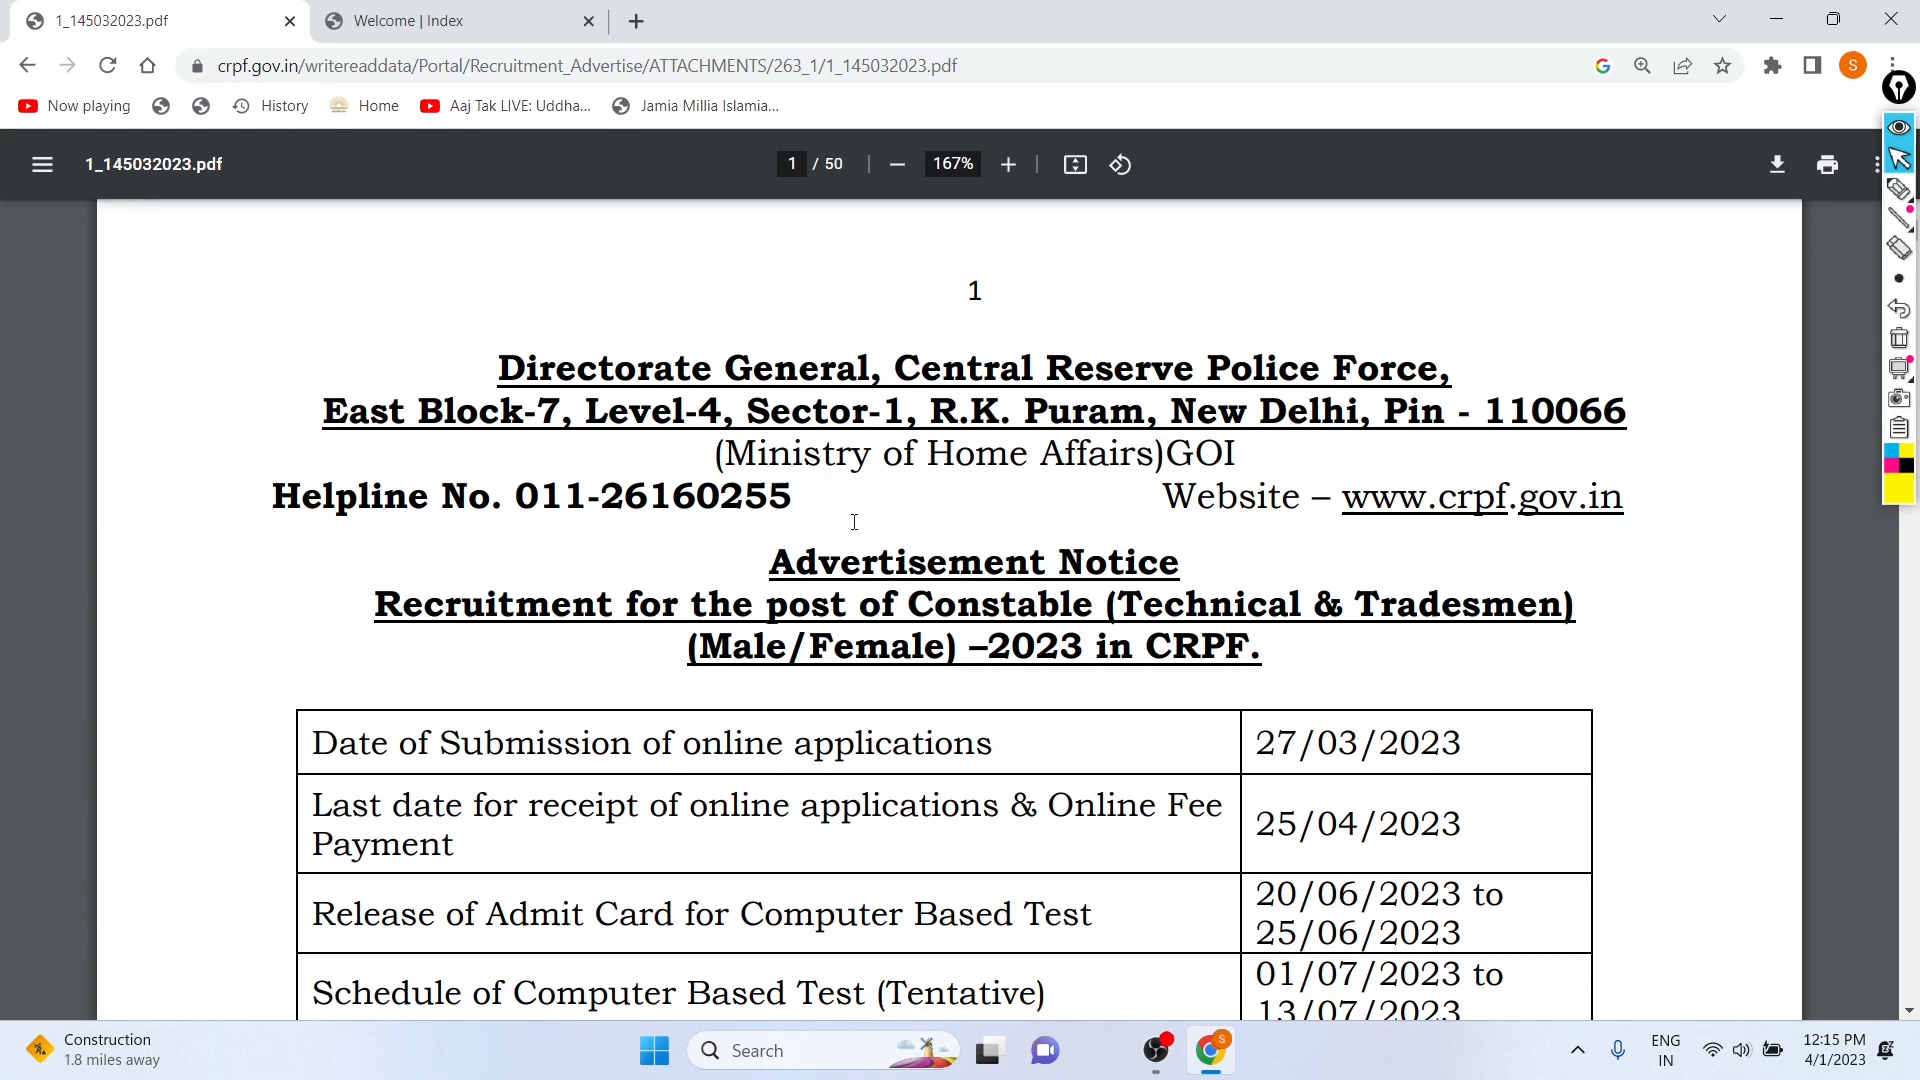 1_145032023.pdf
Welcome | Index
crpf.gov.in/writereaddata/Portal/Recruitment_Advertise/ATTACHMENTS/263_1/1_145032023.pdf
S
Now playing
History
Home
Aaj Tak LIVE: Uddha...
Jamia Millia Islamia...
1_145032023.pdf
1 / 50
167%
1
Directorate General, Central Reserve Police Force,
East Block-7, Level-4, Sector-1, R.K. Puram, New Delhi, Pin - 110066
(Ministry of Home Affairs)GOI
Helpline No. 011-26160255 Website – www.crpf.gov.in
Advertisement Notice
Recruitment for the post of Constable (Technical & Tradesmen)
(Male/Female) –2023 in CRPF.
Date of Submission of online applications 27/03/2023
Last date for receipt of online applications & Online Fee
Payment
25/04/2023
Release of Admit Card for Computer Based Test
20/06/2023 to
25/06/2023
Schedule of Computer Based Test (Tentative)
01/07/2023 to
13/07/2023
Construction
1.8 miles away
Search
S
ENG
IN
12:15 PM
4/1/2023